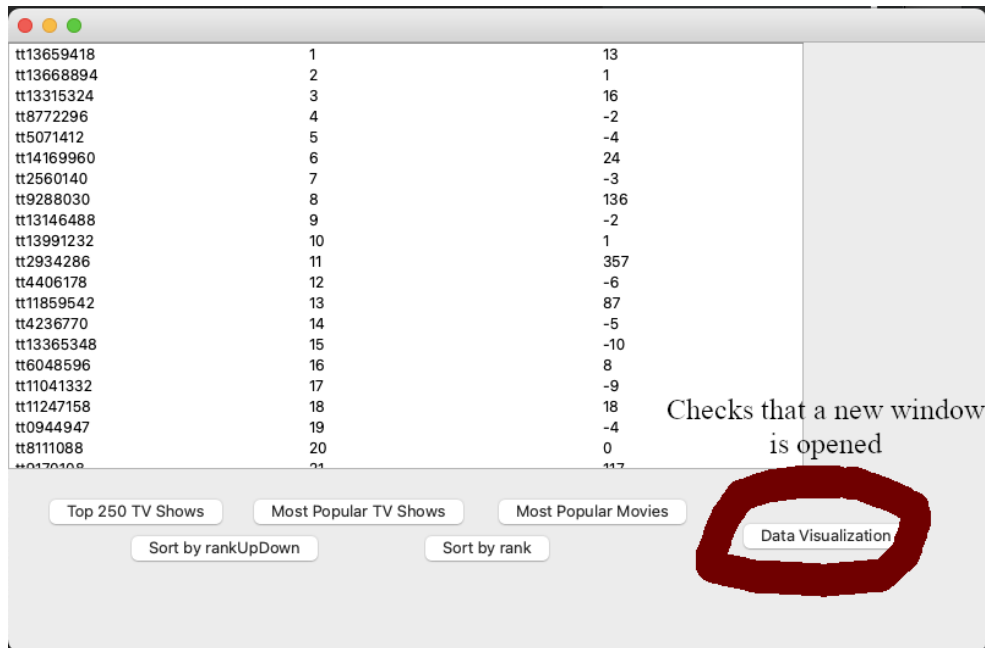 tt13659418 1 13
tt13668894 2 1
tt13315324 3 16
tt8772296 4 -2
tt5071412 5 -4
tt14169960 6 24
tt2560140 7 -3
tt9288030 8 136
tt13146488 9 -2
tt13991232 10 1
tt2934286 11 357
tt4406178 12 -6
tt11859542 13 87
tt4236770 14 -5
tt13365348 15 -10
tt6048596 16 8
tt11041332 17 -9
tt11247158 18 18
tt0944947 19 -4
tt8111088 20 0
Checks that a new window
is opened
Top 250 TV Shows Most Popular TV Shows Most Popular Movies
Data Visualization
Sort by rankUpDown Sort by rank